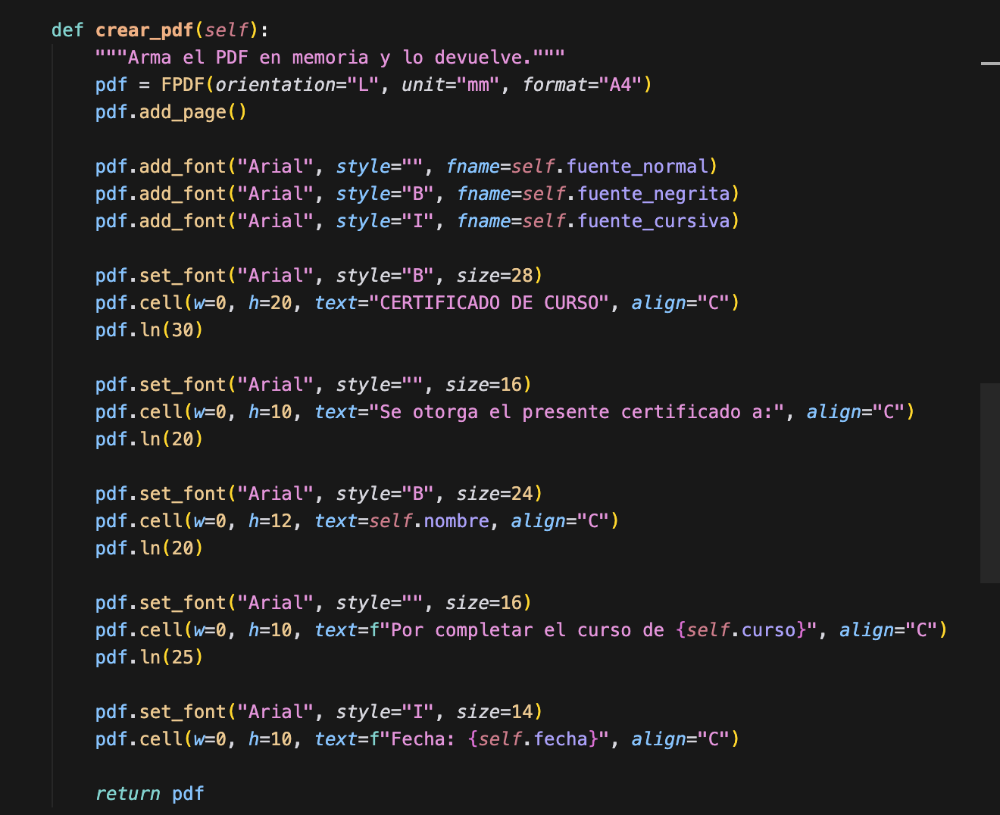 def crear_pdf(self):
    """Arma el PDF en memoria y lo devuelve."""
    pdf = FPDF(orientation="L", unit="mm", format="A4")
    pdf.add_page()

    pdf.add_font("Arial", style="", fname=self.fuente_normal)
    pdf.add_font("Arial", style="B", fname=self.fuente_negrita)
    pdf.add_font("Arial", style="I", fname=self.fuente_cursiva)

    pdf.set_font("Arial", style="B", size=28)
    pdf.cell(w=0, h=20, text="CERTIFICADO DE CURSO", align="C")
    pdf.ln(30)

    pdf.set_font("Arial", style="", size=16)
    pdf.cell(w=0, h=10, text="Se otorga el presente certificado a:", align="C")
    pdf.ln(20)

    pdf.set_font("Arial", style="B", size=24)
    pdf.cell(w=0, h=12, text=self.nombre, align="C")
    pdf.ln(20)

    pdf.set_font("Arial", style="", size=16)
    pdf.cell(w=0, h=10, text=f"Por completar el curso de {self.curso}", align="C")
    pdf.ln(25)

    pdf.set_font("Arial", style="I", size=14)
    pdf.cell(w=0, h=10, text=f"Fecha: {self.fecha}", align="C")

    return pdf